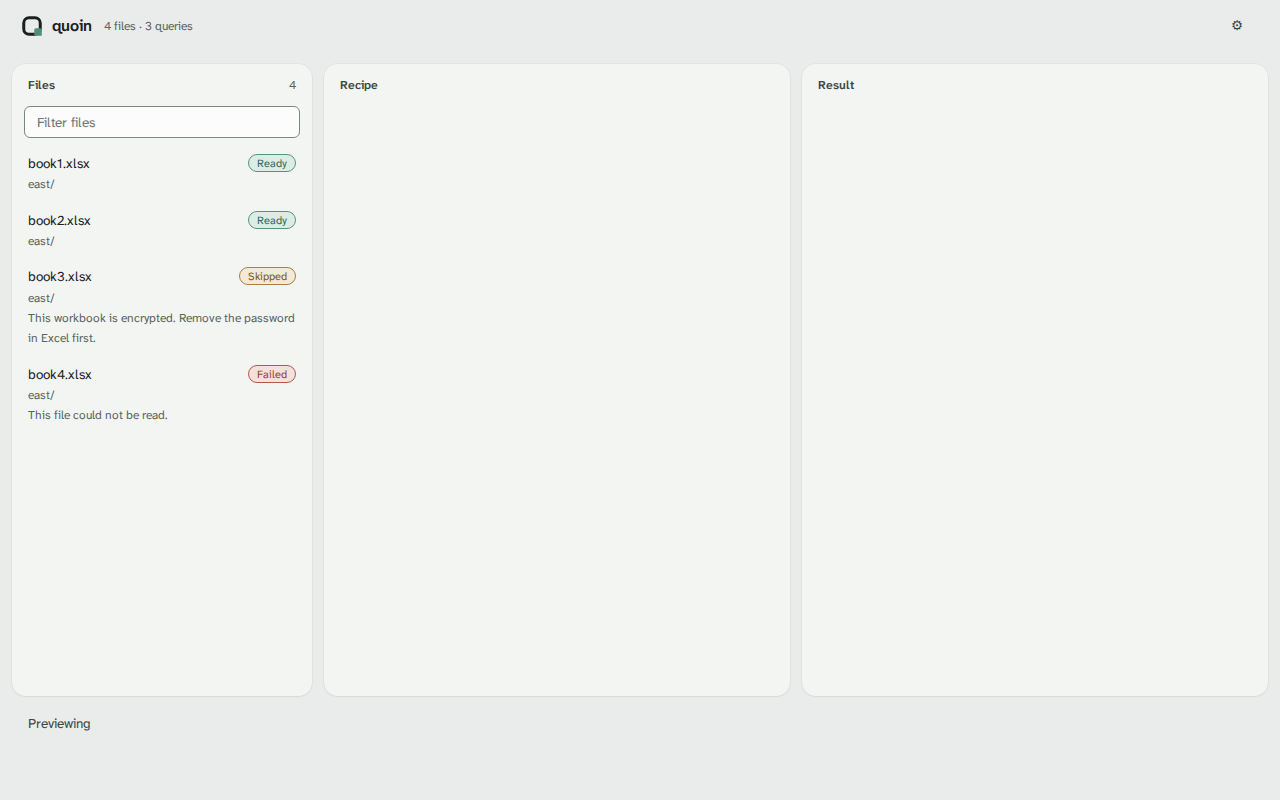 quoin 4 files · 3 queries
Files 4
Filter files
book1.xlsx Ready
east/
book2.xlsx Ready
east/
book3.xlsx Skipped
east/
This workbook is encrypted. Remove the password
in Excel first.
book4.xlsx Failed
east/
This file could not be read.
Recipe
Result
Previewing